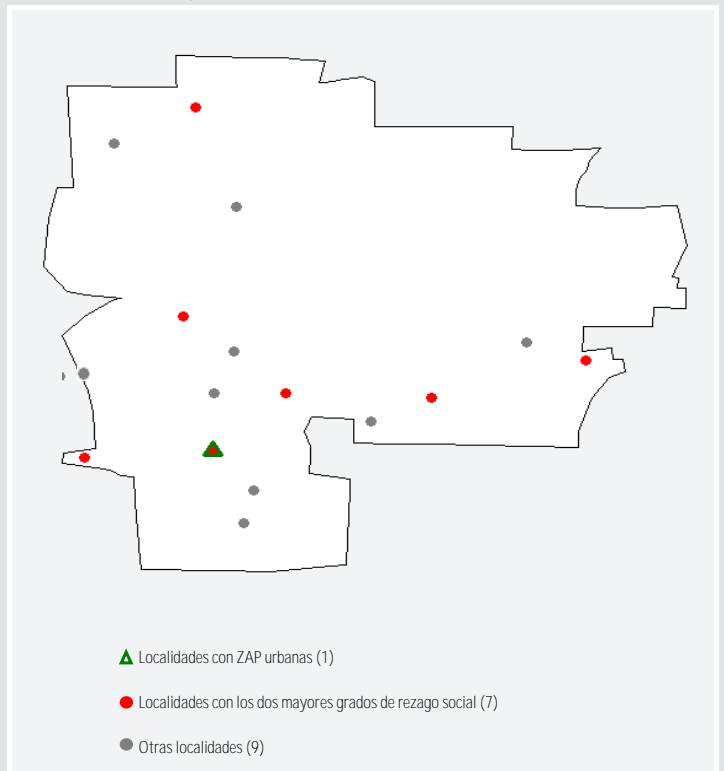 Localidades con ZAP urbanas (1)
Localidades con los dos mayores grados de rezago social (7)
Otras localidades (9)